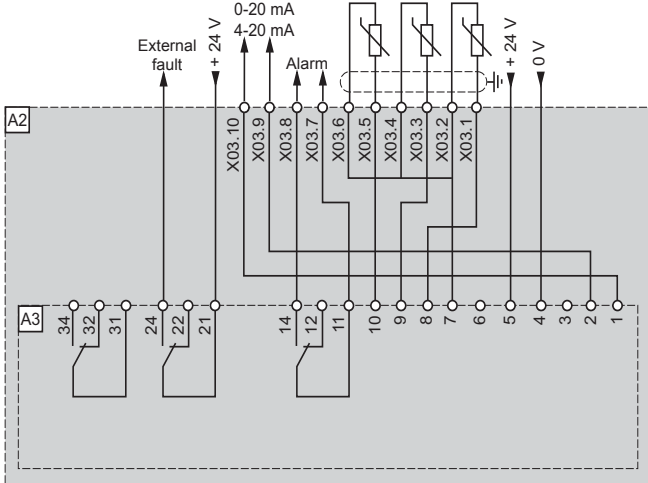 0-20 mA
4-20 mA
External
fault
+ 24 V
Alarm
+ 24 V
0 V
A2
X03.10
X03.9
X03.8
X03.7
X03.6
X03.5
X03.4
X03.3
X03.2
X03.1
A3
34
32
31
24
22
21
14
12
11
10
9
8
7
6
5
4
3
2
1